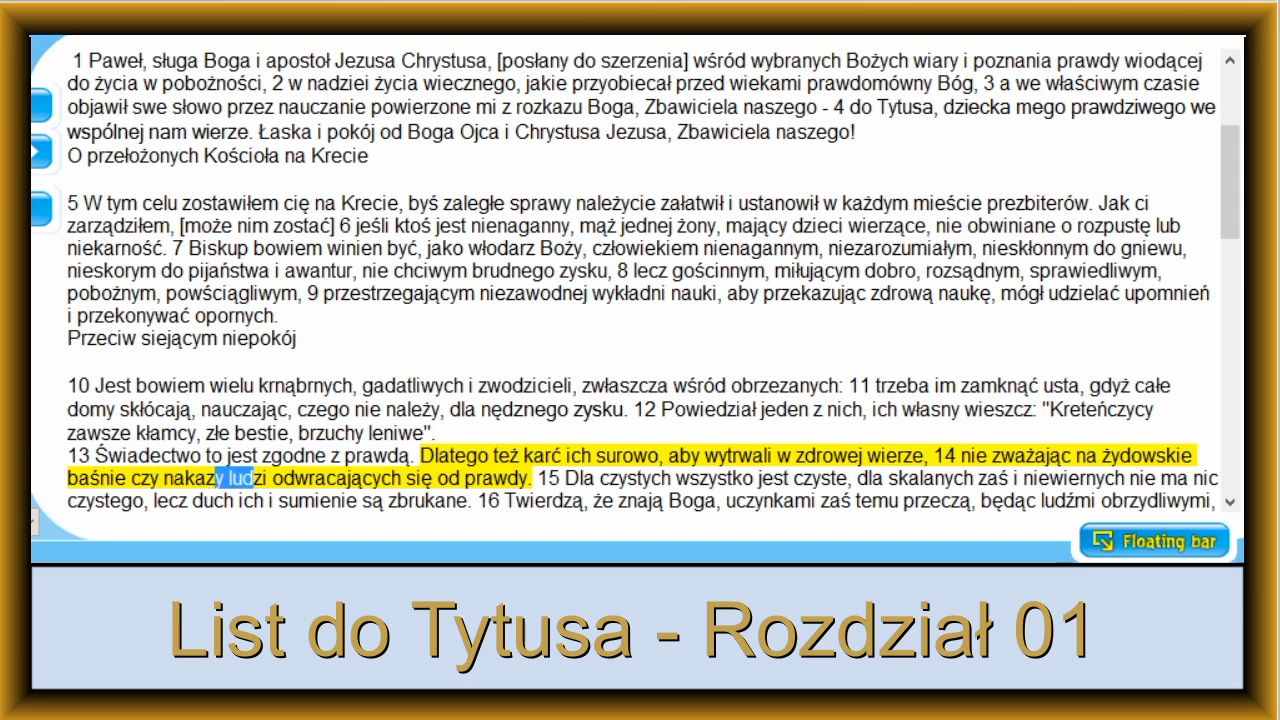 1 Paweł, sługa Boga i apostoł Jezusa Chrystusa, [posłany do szerzenia] wśród wybranych Bożych wiary i poznania prawdy wiodącej
do życia w pobożności, 2 w nadziei życia wiecznego, jakie przyobiecał przed wiekami prawdomówny Bóg, 3 a we właściwym czasie
objawił swe słowo przez nauczanie powierzone mi z rozkazu Boga, Zbawiciela naszego - 4 do Tytusa, dziecka mego prawdziwego we
wspólnej nam wierze. Łaska i pokój od Boga Ojca i Chrystusa Jezusa, Zbawiciela naszego!
O przełożonych Kościoła na Krecie
5 W tym celu zostawiłem cię na Krecie, byś zaległe sprawy należycie załatwił i ustanowił w każdym mieście prezbiterów. Jak ci
zarządziłem, [może nim zostać] 6 jeśli ktoś jest nienaganny, mąż jednej żony, mający dzieci wierzące, nie obwiniane o rozpustę lub
niekarność. 7 Biskup bowiem winien być, jako włodarz Boży, człowiekiem nienagannym, niezarozumiałym, nieskłonnym do gniewu,
nieskorym do pijaństwa i awantur, nie chciwym brudnego zysku, 8 lecz gościnnym, miłującym dobro, rozsądnym, sprawiedliwym,
pobożnym, powściągliwym, 9 przestrzegającym niezawodnej wykładni nauki, aby przekazując zdrową naukę, mógł udzielać upomnień
i przekonywać opornych.
Przeciw siejącym niepokój
10 Jest bowiem wielu krnąbrnych, gadatliwych i zwodzicieli, zwłaszcza wśród obrzezanych: 11 trzeba im zamknąć usta, gdyż całe
domy skłócają, nauczając, czego nie należy, dla nędznego zysku. 12 Powiedział jeden z nich, ich własny wieszcz: "Kreteńczycy
zawsze kłamcy, złe bestie, brzuchy leniwe".
13 Świadectwo to jest zgodne z prawdą. Dlatego też karć ich surowo, aby wytrwali w zdrowej wierze, 14 nie zważając na żydowskie
baśnie czy nakazy ludzi odwracających się od prawdy. 15 Dla czystych wszystko jest czyste, dla skalanych zaś i niewiernych nie ma nic
czystego, lecz duch ich i sumienie są zbrukane. 16 Twierdzą, że znają Boga, uczynkami zaś temu przeczą, będąc ludźmi obrzydliwymi,
Floating bar
List do Tytusa - Rozdział 01